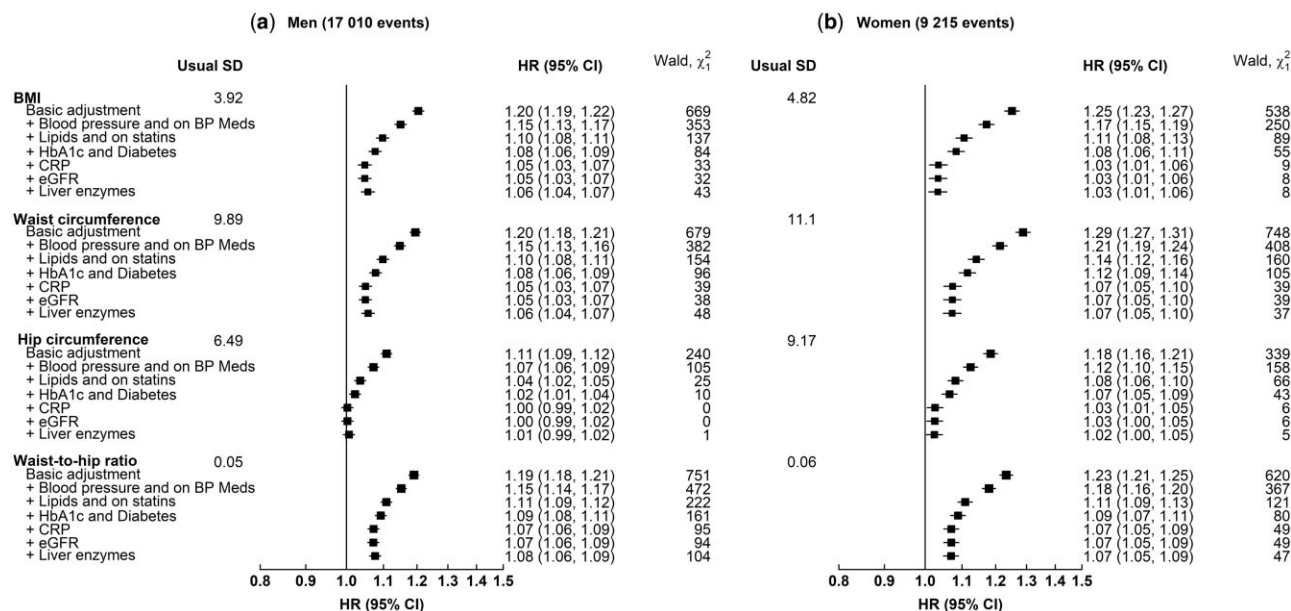 (a) Men (17 010 events) (b) Women (9 215 events)
Usual SD HR (95% CI) Wald, χ²₁ Usual SD HR (95% CI) Wald, χ²₁
BMI 3.92 4.82
Basic adjustment 1.20 (1.19, 1.22) 669 1.25 (1.23, 1.27) 538
+ Blood pressure and on BP Meds 1.15 (1.13, 1.17) 353 1.17 (1.15, 1.19) 250
+ Lipids and on statins 1.10 (1.08, 1.11) 137 1.11 (1.08, 1.13) 89
+ HbA1c and Diabetes 1.08 (1.06, 1.09) 84 1.08 (1.06, 1.11) 55
+ CRP 1.05 (1.03, 1.07) 33 1.03 (1.01, 1.06) 9
+ eGFR 1.05 (1.03, 1.07) 32 1.03 (1.01, 1.06) 8
+ Liver enzymes 1.06 (1.04, 1.07) 43 1.03 (1.01, 1.06) 8
Waist circumference 9.89 11.1
Basic adjustment 1.20 (1.18, 1.21) 679 1.29 (1.27, 1.31) 748
+ Blood pressure and on BP Meds 1.15 (1.13, 1.16) 382 1.21 (1.19, 1.24) 408
+ Lipids and on statins 1.10 (1.08, 1.11) 154 1.14 (1.12, 1.16) 160
+ HbA1c and Diabetes 1.08 (1.06, 1.09) 96 1.12 (1.09, 1.14) 105
+ CRP 1.05 (1.03, 1.07) 39 1.07 (1.05, 1.10) 39
+ eGFR 1.05 (1.03, 1.07) 38 1.07 (1.05, 1.10) 39
+ Liver enzymes 1.06 (1.04, 1.07) 48 1.07 (1.05, 1.10) 37
Hip circumference 6.49 9.17
Basic adjustment 1.11 (1.09, 1.12) 240 1.18 (1.16, 1.21) 339
+ Blood pressure and on BP Meds 1.07 (1.06, 1.09) 105 1.12 (1.10, 1.15) 158
+ Lipids and on statins 1.04 (1.02, 1.05) 25 1.08 (1.06, 1.10) 66
+ HbA1c and Diabetes 1.02 (1.01, 1.04) 10 1.07 (1.05, 1.09) 43
+ CRP 1.00 (0.99, 1.02) 0 1.03 (1.01, 1.05) 6
+ eGFR 1.00 (0.99, 1.02) 0 1.03 (1.00, 1.05) 6
+ Liver enzymes 1.01 (0.99, 1.02) 1 1.02 (1.00, 1.05) 5
Waist-to-hip ratio 0.05 0.06
Basic adjustment 1.19 (1.18, 1.21) 751 1.23 (1.21, 1.25) 620
+ Blood pressure and on BP Meds 1.15 (1.14, 1.17) 472 1.18 (1.16, 1.20) 367
+ Lipids and on statins 1.11 (1.09, 1.12) 222 1.11 (1.09, 1.13) 121
+ HbA1c and Diabetes 1.09 (1.08, 1.11) 161 1.09 (1.07, 1.11) 80
+ CRP 1.07 (1.06, 1.09) 95 1.07 (1.05, 1.09) 49
+ eGFR 1.07 (1.06, 1.09) 94 1.07 (1.05, 1.09) 49
+ Liver enzymes 1.08 (1.06, 1.09) 104 1.07 (1.05, 1.09) 47
0.8 0.9 1.0 1.1 1.2 1.3 1.4 1.5 0.8 0.9 1.0 1.1 1.2 1.3 1.4 1.5
HR (95% CI) HR (95% CI)